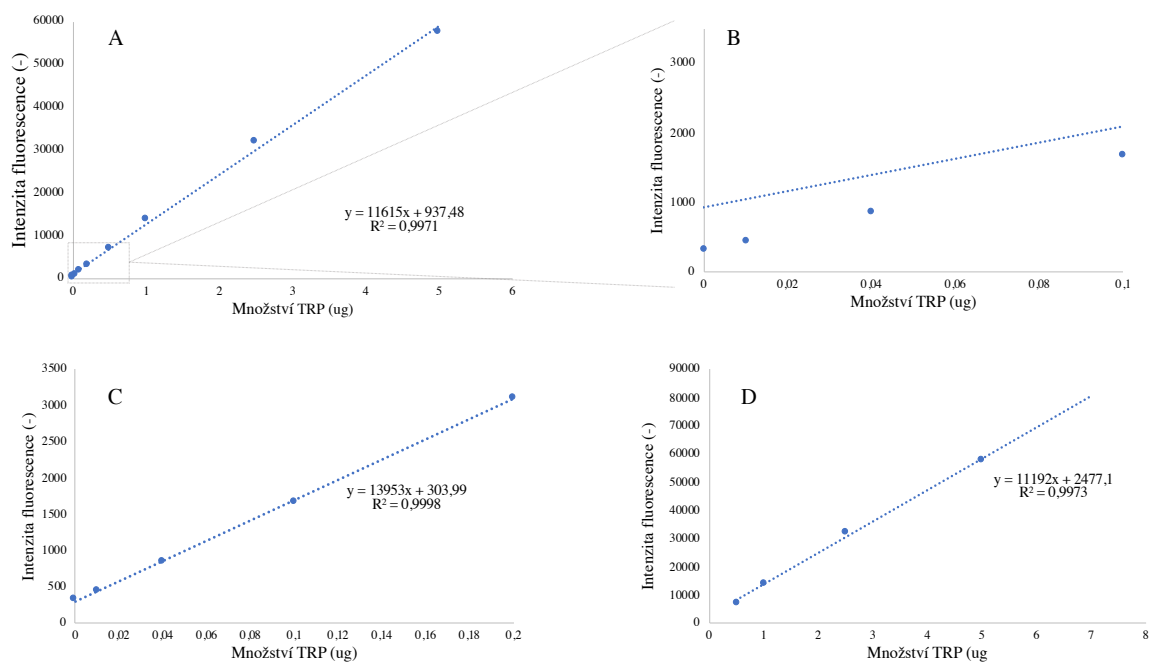 A
Intenzita fluorescence (-)
60000
50000
40000
30000
20000
10000
0
y = 11615x + 937,48
R² = 0,9971
0 1 2 3 4 5 6
Množství TRP (ug)
B
Intenzita fluorescence (-)
3000
2000
1000
0
0 0,02 0,04 0,06 0,08 0,1
Množství TRP (ug)
C
Intenzita fluorescence (-)
3500
3000
2500
2000
1500
1000
500
0
y = 13953x + 303,99
R² = 0,9998
0 0,02 0,04 0,06 0,08 0,1 0,12 0,14 0,16 0,18 0,2
Množství TRP (ug)
D
Intenzita fluorescence (-)
90000
80000
70000
60000
50000
40000
30000
20000
10000
0
y = 11192x + 2477,1
R² = 0,9973
0 1 2 3 4 5 6 7 8
Množství TRP (ug